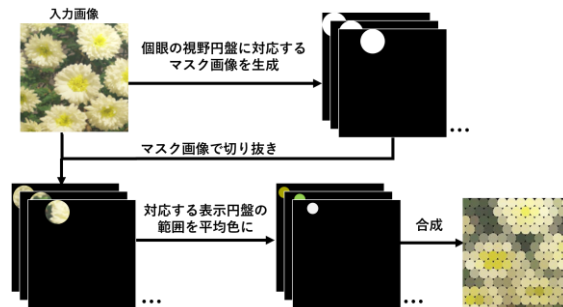 入力画像
個眼の視野円盤に対応する
マスク画像を生成
...
マスク画像で切り抜き
対応する表示円盤の
範囲を平均色に
合成
...
...